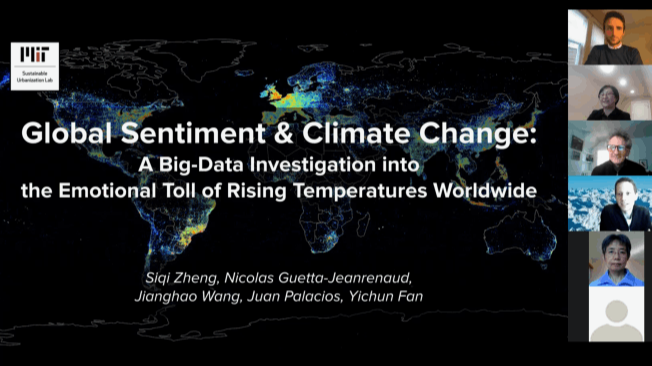 MIT
Sustainable
Urbanization Lab
Global Sentiment & Climate Change:
A Big-Data Investigation into
the Emotional Toll of Rising Temperatures Worldwide
Siqi Zheng, Nicolas Guetta-Jeanrenaud,
Jianghao Wang, Juan Palacios, Yichun Fan